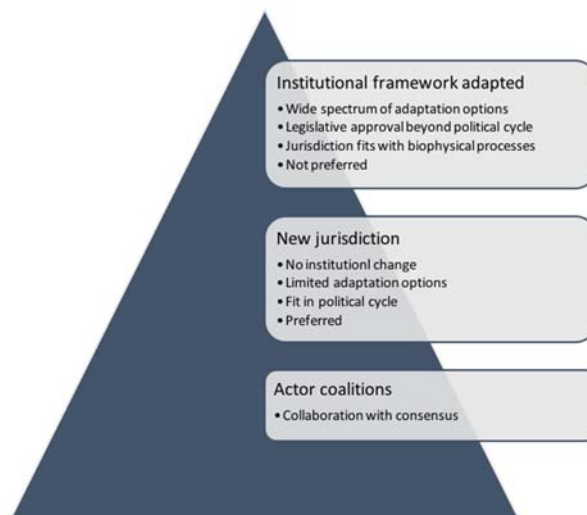 Institutional framework adapted
• Wide spectrum of adaptation options
• Legislative approval beyond political cycle
• Jurisdiction fits with biophysical processes
• Not preferred
New jurisdiction
• No institutionl change
• Limited adaptation options
• Fit in political cycle
• Preferred
Actor coalitions
• Collaboration with consensus